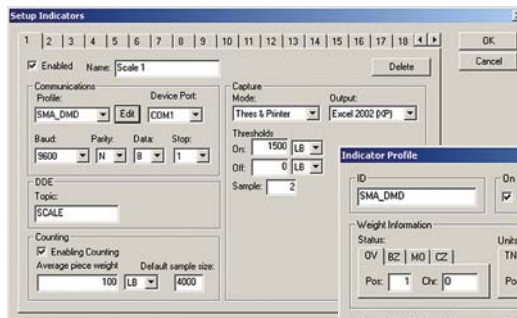 Setup Indicators
1 2 3 4 5 6 7 8 9 10 11 12 13 14 15 16 17 18
OK
Cancel
Enabled Name: Scale 1
Delete
Communications
Profile: Device Port:
SMA_DMD Edit COM1
Baud: Parity: Data: Stop:
9600 N 8 1
DDE
Topic:
SCALE
Counting
Enabling Counting
Average piece weight Default sample size:
100 LB 4000
Capture
Mode: Output:
Thres & Printer Excel 2002 (XP)
Thresholds
On: 1500 LB
Off: 0 LB
Sample: 2
Indicator Profile
ID
SMA_DMD
On
Weight Information
Status: Units
OV BZ MO CZ TN
Pos: 1 Chr: 0 Po